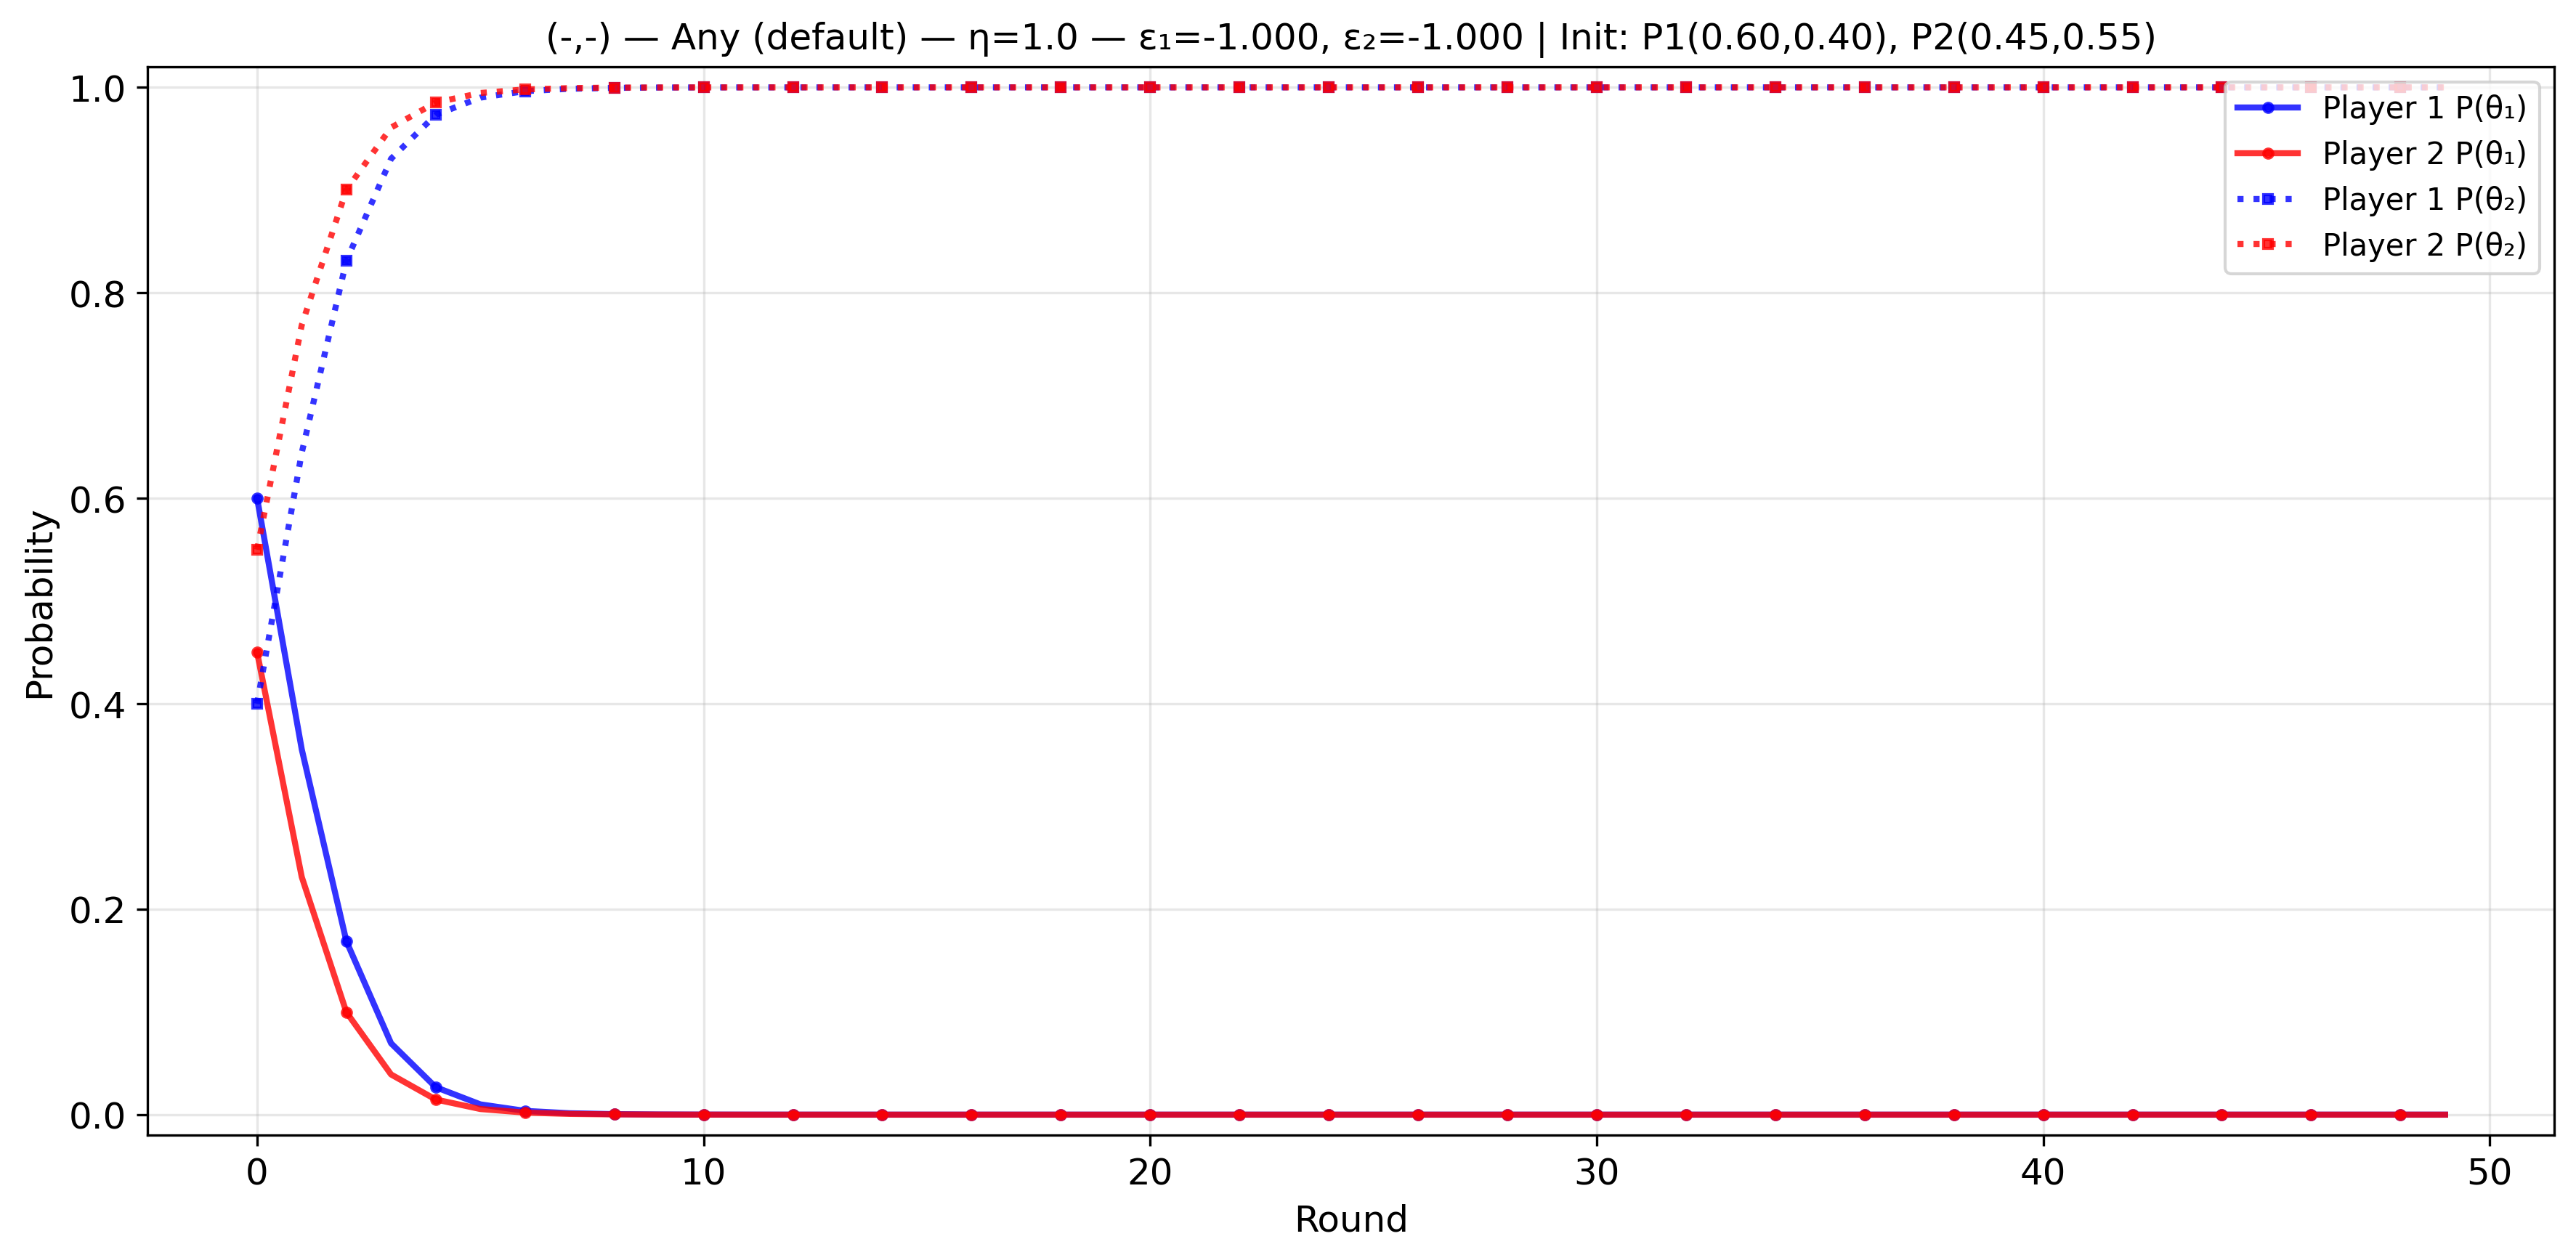 (-,-) — Any (default) — η=1.0 — ε₁=-1.000, ε₂=-1.000 | Init: P1(0.60,0.40), P2(0.45,0.55)
1.0
0.8
0.6
0.4
0.2
0.0
Probability
Player 1 P(θ₁)
Player 2 P(θ₁)
Player 1 P(θ₂)
Player 2 P(θ₂)
0 10 20 30 40 50
Round